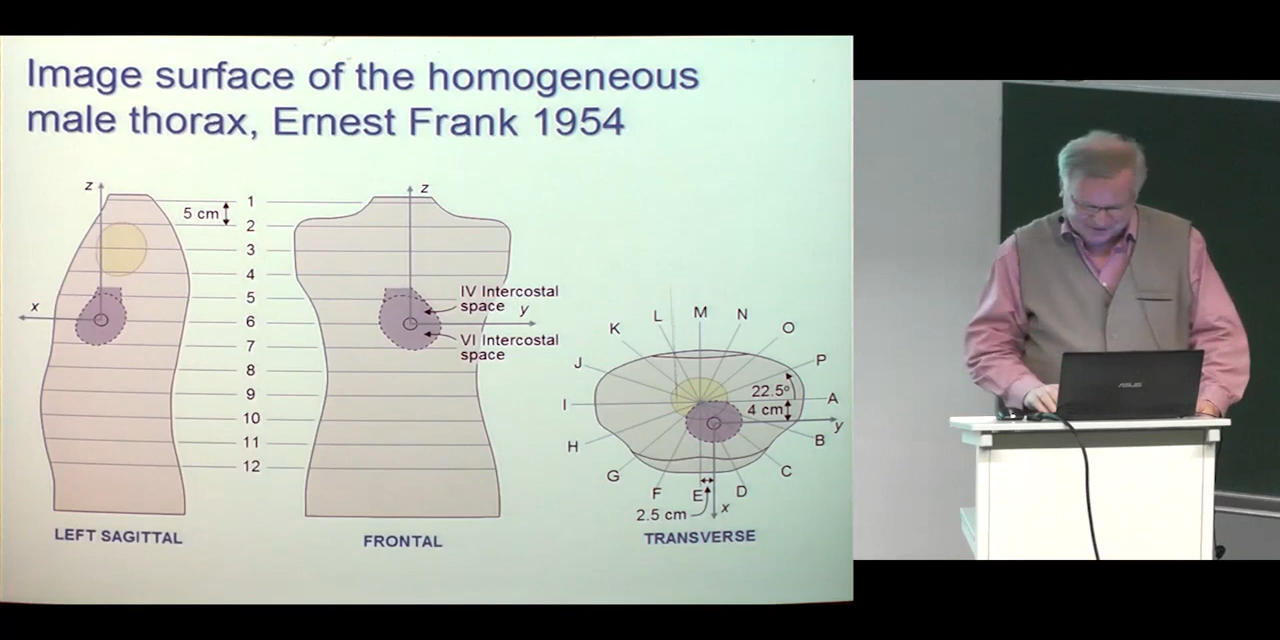 Image surface of the homogeneous
male thorax, Ernest Frank 1954
z
5 cm
x
LEFT SAGITTAL
1
2
3
4
5
6
7
8
9
10
11
12
z
IV Intercostal
space
y
VI Intercostal
space
FRONTAL
K
L
M
N
O
J
P
22.5º
I
4 cm
A
y
H
B
G
C
F
E
D
2.5 cm
x
TRANSVERSE
ASUS